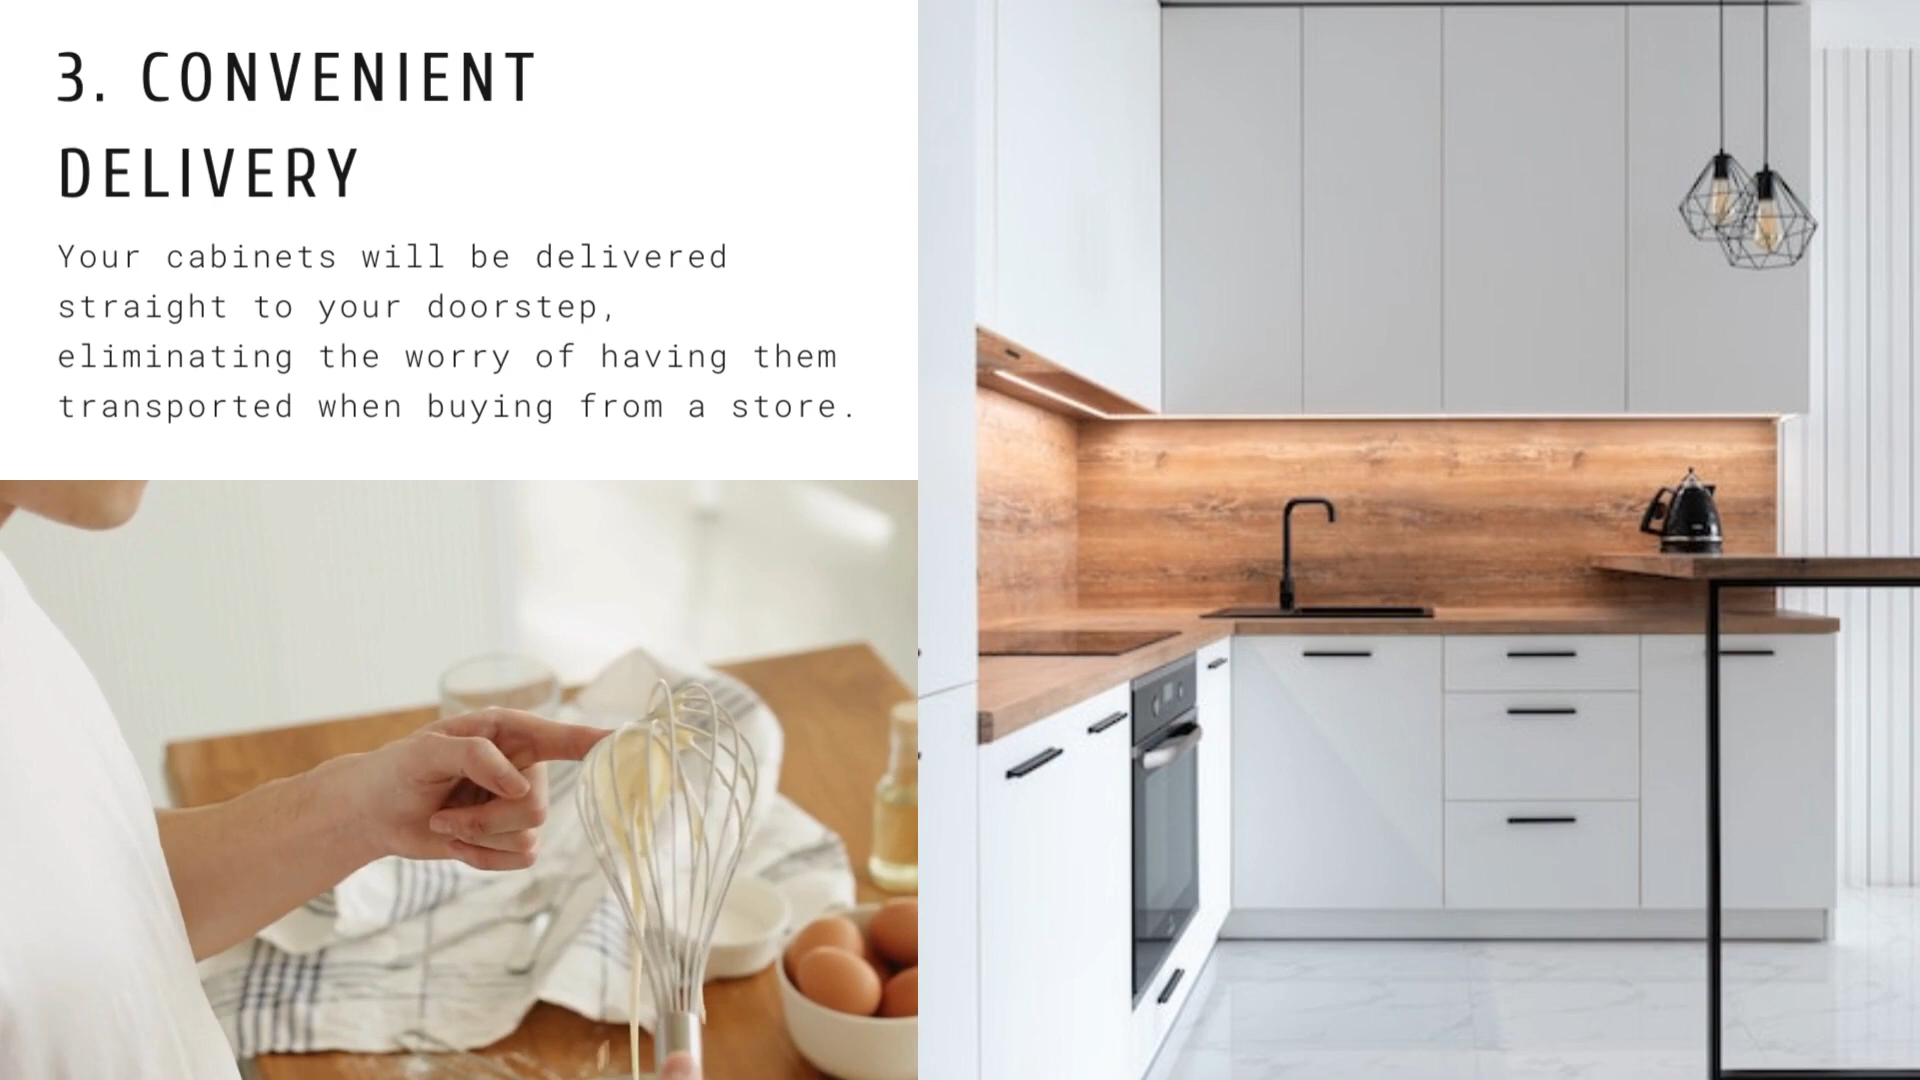 3. CONVENIENT
DELIVERY
Your cabinets will be delivered
straight to your doorstep,
eliminating the worry of having them
transported when buying from a store.